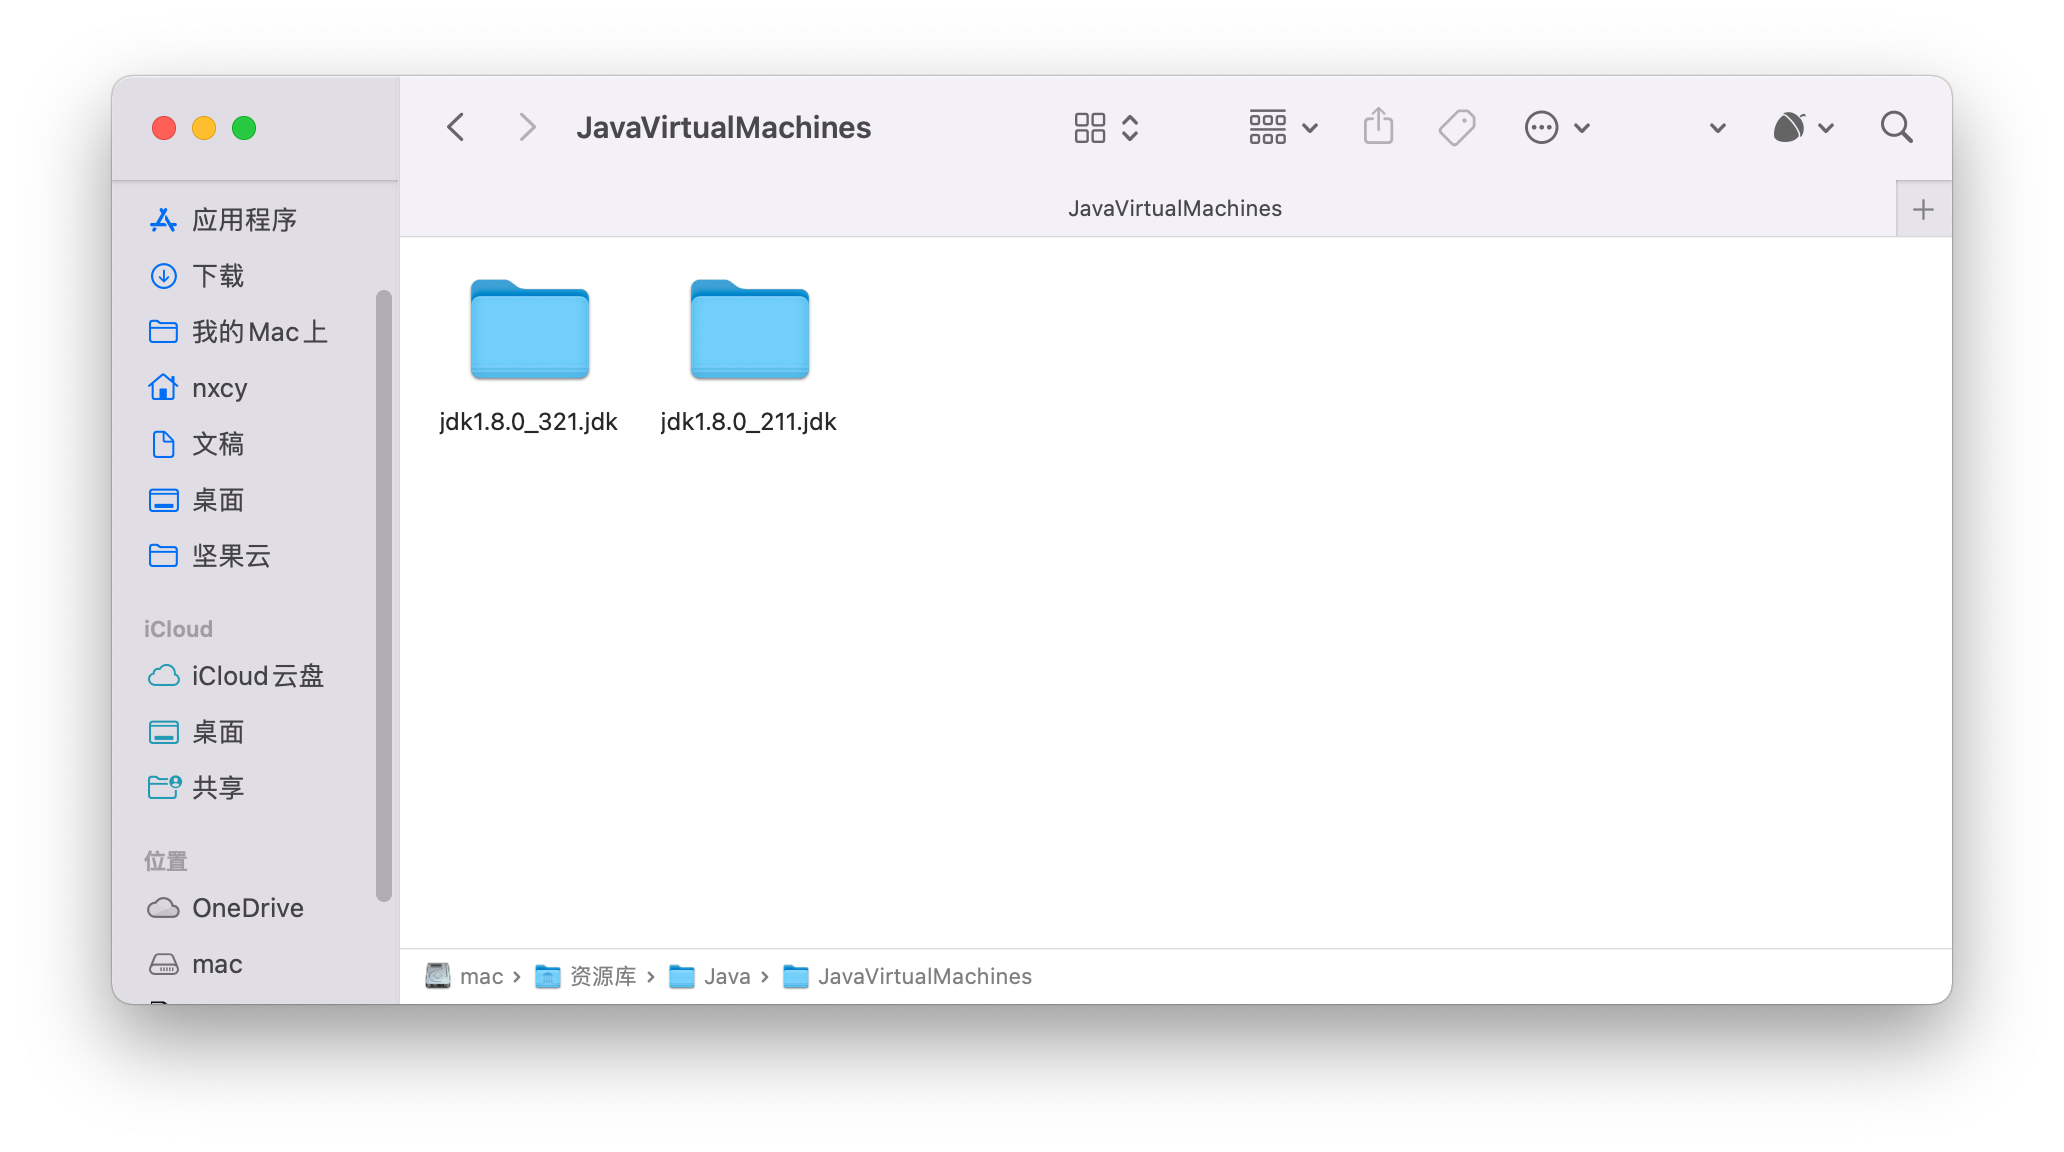 JavaVirtualMachines
JavaVirtualMachines
应用程序
下载
我的Mac上
nxcy
文稿
桌面
坚果云
iCloud
iCloud云盘
桌面
共享
位置
OneDrive
mac
jdk1.8.0_321.jdk
jdk1.8.0_211.jdk
mac › 资源库 › Java › JavaVirtualMachines